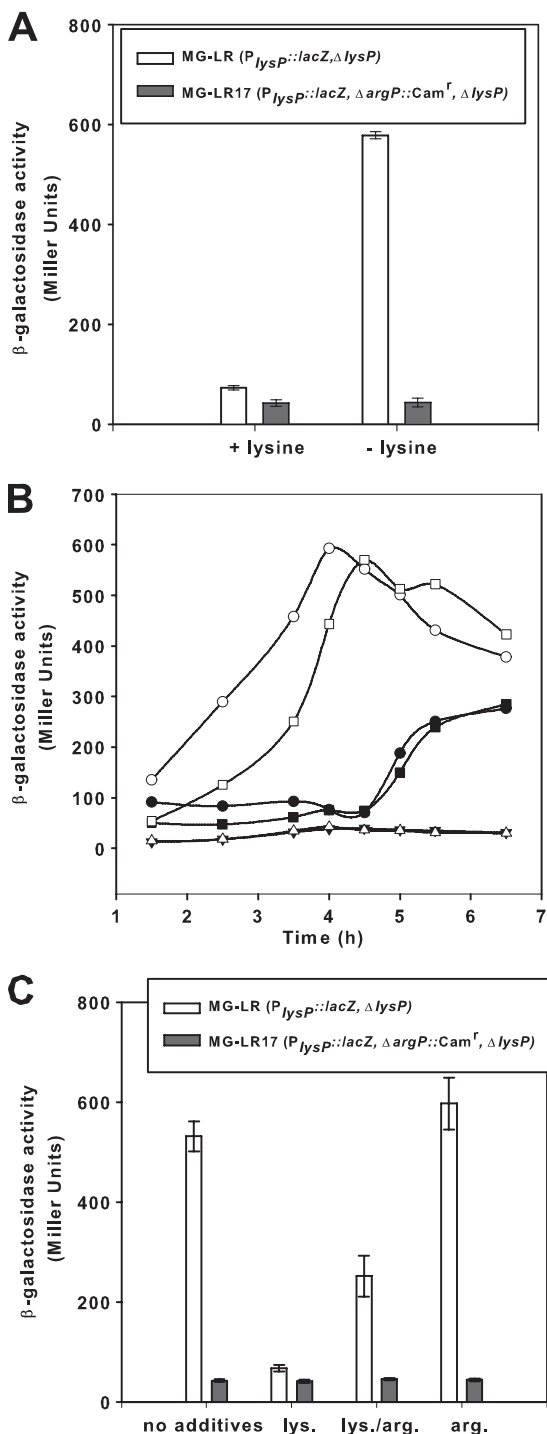 A
800
600
400
200
0
β-galactosidase activity
(Miller Units)
MG-LR (PlysP::lacZ,ΔlysP)
MG-LR17 (PlysP::lacZ, ΔargP::Camr, ΔlysP)
+ lysine
- lysine
B
700
600
500
400
300
200
100
0
β-galactosidase activity
(Miller Units)
1
2
3
4
5
6
7
Time (h)
C
800
600
400
200
0
β-galactosidase activity
(Miller Units)
MG-LR (PlysP::lacZ, ΔlysP)
MG-LR17 (PlysP::lacZ, ΔargP::Camr, ΔlysP)
no additives
lys.
lys./arg.
arg.